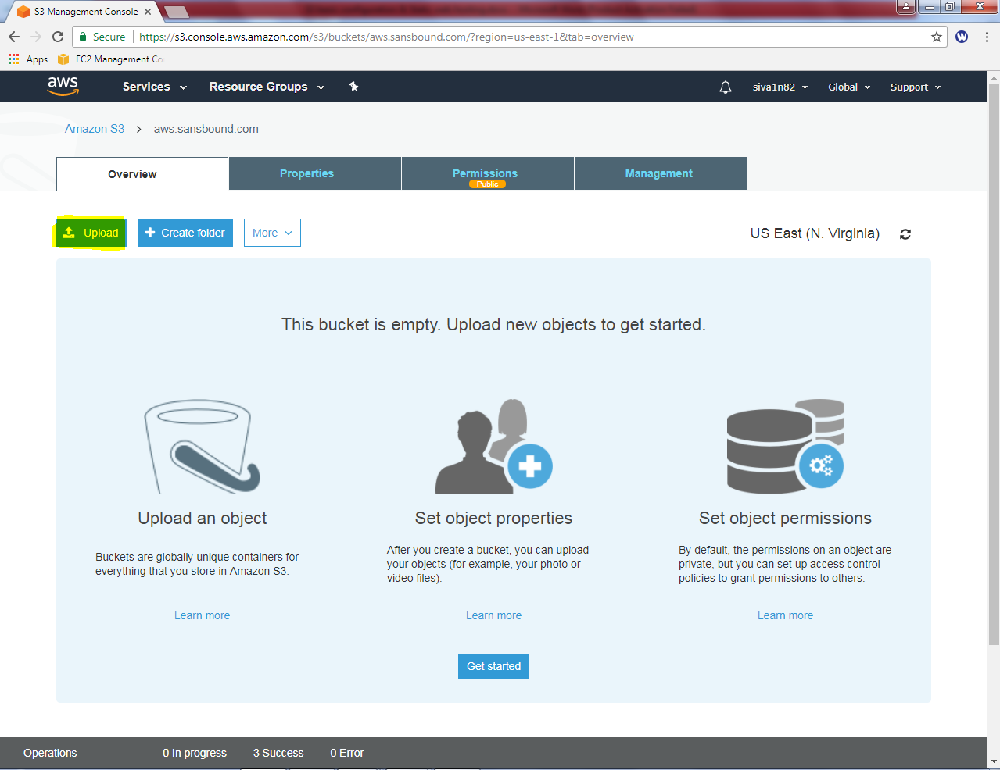 S3 Management Console
Secure
https://s3.console.aws.amazon.com/s3/buckets/aws.sansbound.com/?region=us-east-1&tab=overview
W
Apps
EC2 Management Co
aws
Services
Resource Groups
siva1n82
Global
Support
Amazon S3
aws.sansbound.com
Overview
Properties
Permissions
Public
Management
Upload
Create folder
More
US East (N. Virginia)
This bucket is empty. Upload new objects to get started.
Upload an object
Buckets are globally unique containers for
everything that you store in Amazon S3.
Learn more
Set object properties
After you create a bucket, you can upload
your objects (for example, your photo or
video files).
Learn more
Set object permissions
By default, the permissions on an object are
private, but you can set up access control
policies to grant permissions to others.
Learn more
Get started
Operations
0 In progress
3 Success
0 Error